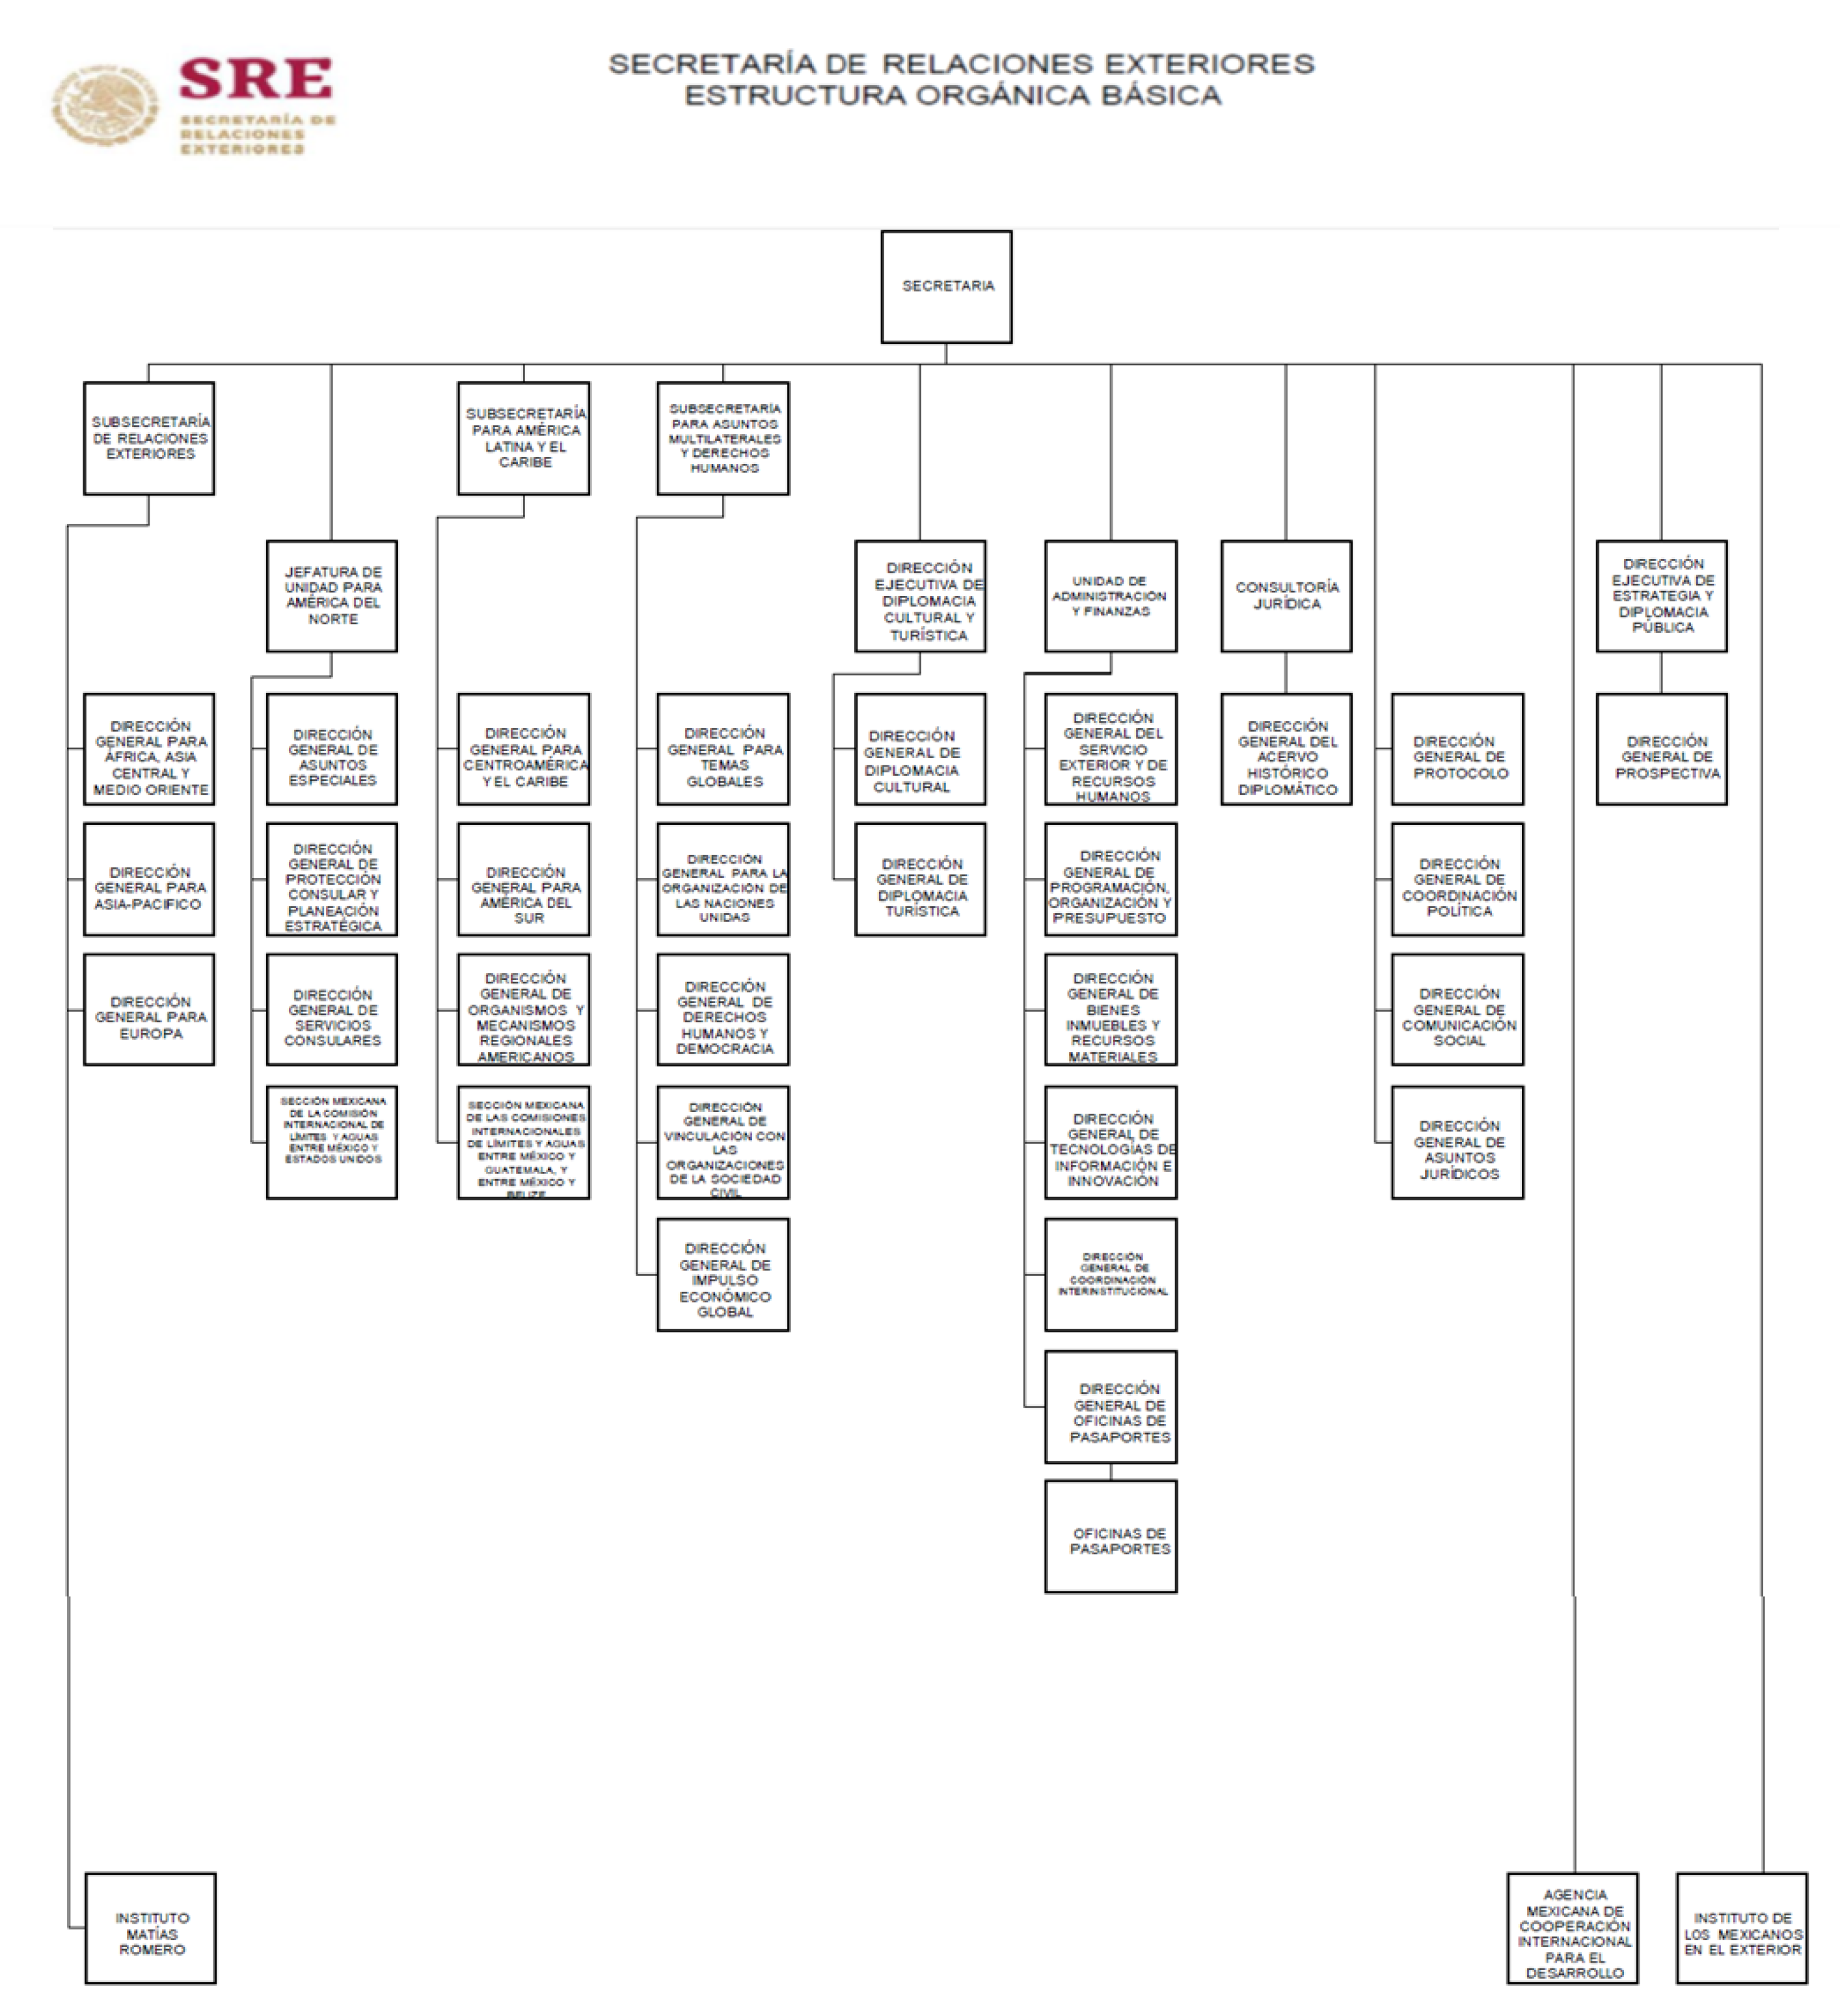 SRE
SECRETARÍA DE
RELACIONES
EXTERIORES
SECRETARÍA DE RELACIONES EXTERIORES
ESTRUCTURA ORGÁNICA BÁSICA
SECRETARIA
SUBSECRETARÍA
DE RELACIONES
EXTERIORES
SUBSECRETARÍA
PARA AMÉRICA
LATINA Y EL
CARIBE
SUBSECRETARÍA
PARA ASUNTOS
MULTILATERALES
Y DERECHOS
HUMANOS
JEFATURA DE
UNIDAD PARA
AMÉRICA DEL
NORTE
DIRECCIÓN
EJECUTIVA DE
DIPLOMACIA
CULTURAL Y
TURÍSTICA
UNIDAD DE
ADMINISTRACIÓN
Y FINANZAS
CONSULTORÍA
JURÍDICA
DIRECCIÓN
EJECUTIVA DE
ESTRATEGIA Y
DIPLOMACIA
PÚBLICA
DIRECCIÓN
GENERAL PARA
ÁFRICA, ASIA
CENTRAL Y
MEDIO ORIENTE
DIRECCIÓN
GENERAL DE
ASUNTOS
ESPECIALES
DIRECCIÓN
GENERAL PARA
CENTROAMÉRICA
Y EL CARIBE
DIRECCIÓN
GENERAL PARA
TEMAS
GLOBALES
DIRECCIÓN
GENERAL DE
DIPLOMACIA
CULTURAL
DIRECCIÓN
GENERAL DEL
SERVICIO
EXTERIOR Y DE
RECURSOS
HUMANOS
DIRECCIÓN
GENERAL DEL
ACERVO
HISTÓRICO
DIPLOMÁTICO
DIRECCIÓN
GENERAL DE
PROTOCOLO
DIRECCIÓN
GENERAL DE
PROSPECTIVA
DIRECCIÓN
GENERAL PARA
ASIA-PACIFICO
DIRECCIÓN
GENERAL DE
PROTECCIÓN
CONSULAR Y
PLANEACIÓN
ESTRATÉGICA
DIRECCIÓN
GENERAL PARA
AMÉRICA DEL
SUR
DIRECCIÓN
GENERAL PARA LA
ORGANIZACIÓN DE
LAS NACIONES
UNIDAS
DIRECCIÓN
GENERAL DE
DIPLOMACIA
TURÍSTICA
DIRECCIÓN
GENERAL DE
PROGRAMACIÓN,
ORGANIZACIÓN Y
PRESUPUESTO
DIRECCIÓN
GENERAL DE
COORDINACIÓN
POLÍTICA
DIRECCIÓN
GENERAL PARA
EUROPA
DIRECCIÓN
GENERAL DE
SERVICIOS
CONSULARES
DIRECCIÓN
GENERAL DE
ORGANISMOS Y
MECANISMOS
REGIONALES
AMERICANOS
DIRECCIÓN
GENERAL DE
DERECHOS
HUMANOS Y
DEMOCRACIA
DIRECCIÓN
GENERAL DE
BIENES
INMUEBLES Y
RECURSOS
MATERIALES
DIRECCIÓN
GENERAL DE
COMUNICACIÓN
SOCIAL
SECCIÓN MEXICANA
DE LA COMISIÓN
INTERNACIONAL DE
LÍMITES Y AGUAS
ENTRE MÉXICO Y
ESTADOS UNIDOS
SECCIÓN MEXICANA
DE LAS COMISIONES
INTERNACIONALES
DE LÍMITES Y AGUAS
ENTRE MÉXICO Y
GUATEMALA, Y
ENTRE MÉXICO Y
BELIZE
DIRECCIÓN
GENERAL DE
VINCULACIÓN CON
LAS
ORGANIZACIONES
DE LA SOCIEDAD
CIVIL
DIRECCIÓN
GENERAL DE
TECNOLOGÍAS DE
INFORMACIÓN E
INNOVACIÓN
DIRECCIÓN
GENERAL DE
ASUNTOS
JURÍDICOS
DIRECCIÓN
GENERAL DE
IMPULSO
ECONÓMICO
GLOBAL
DIRECCIÓN
GENERAL DE
COORDINACIÓN
INTERINSTITUCIONAL
DIRECCIÓN
GENERAL DE
OFICINAS DE
PASAPORTES
OFICINAS DE
PASAPORTES
INSTITUTO
MATÍAS
ROMERO
AGENCIA
MEXICANA DE
COOPERACIÓN
INTERNACIONAL
PARA EL
DESARROLLO
INSTITUTO DE
LOS MEXICANOS
EN EL EXTERIOR